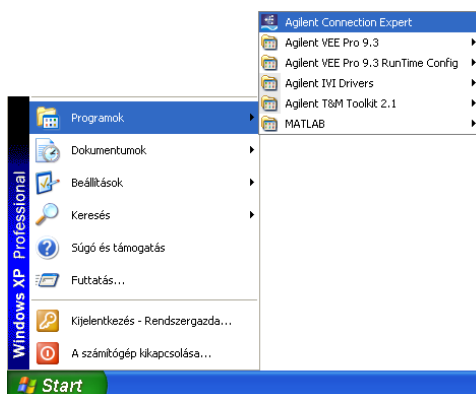 Agilent Connection Expert
Agilent VEE Pro 9.3
Agilent VEE Pro 9.3 RunTime Config
Agilent IVI Drivers
Agilent T&M Toolkit 2.1
MATLAB
Programok
Dokumentumok
Beállítások
Keresés
Súgó és támogatás
Futtatás...
Kijelentkezés - Rendszergazda...
A számítógép kikapcsolása...
Windows XP Professional
Start